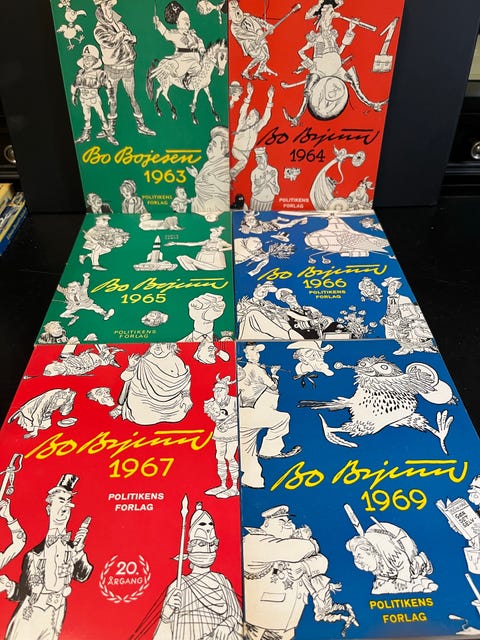 Bo Bojesen
1963
POLITIKENS
FORLAG
Bo Bojesen
1964
POLITIKENS
FORLAG
Bo Bojesen
1965
POLITIKENS
FORLAG
Bo Bojesen
1966
POLITIKENS
FORLAG
Bo Bojesen
1967
POLITIKENS
FORLAG
20.
ÅRGANG
Bo Bojesen
1969
POLITIKENS
FORLAG